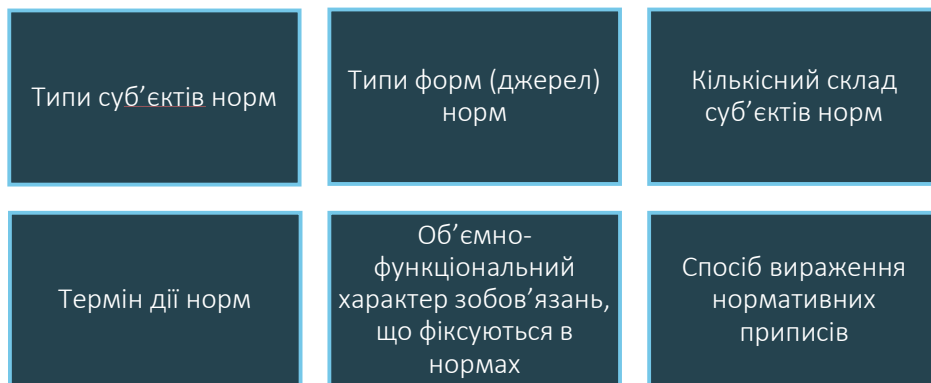 Типи суб’єктів норм
Типи форм (джерел)
норм
Кількісний склад
суб’єктів норм
Термін дії норм
Об’ємно-
функціональний
характер зобов’язань,
що фіксуються в
нормах
Спосіб вираження
нормативних
приписів